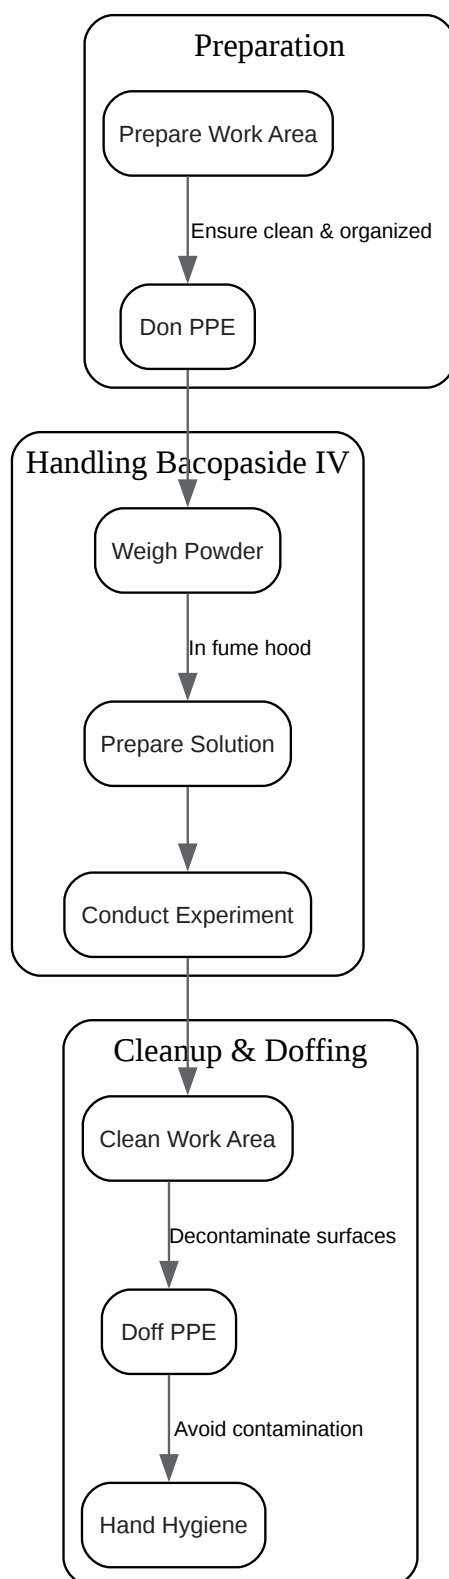 Preparation
Prepare Work Area
Ensure clean & organized
Don PPE
Handling Bacopaside IV
Weigh Powder
In fume hood
Prepare Solution
Conduct Experiment
Cleanup & Doffing
Clean Work Area
Decontaminate surfaces
Doff PPE
Avoid contamination
Hand Hygiene